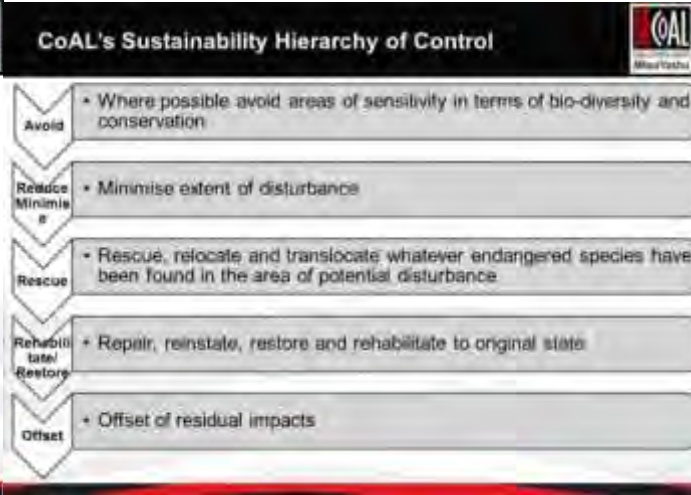 CoAL's Sustainability Hierarchy of Control
CoAL
Avoid
• Where possible avoid areas of sensitivity in terms of bio-diversity and
conservation
Reduce
Minimis
e
• Minimise extent of disturbance
Rescue
• Rescue, relocate and translocate whatever endangered species have
been found in the area of potential disturbance
Rehabili
tate/
Restore
• Repair, reinstate, restore and rehabilitate to original state
Offset
• Offset of residual impacts